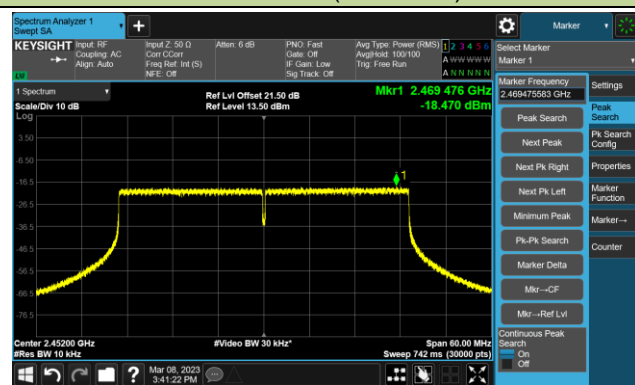 Spectrum Analyzer 1
Swept SA
Marker
KEYSIGHT
Input: RF
Coupling: AC
Align: Auto
Input Z: 50 Ω
Corr CCorr
Freq Ref: Int (S)
NFE: Off
Atten: 6 dB
PNO: Fast
Gate: Off
IF Gain: Low
Sig Track: Off
Avg Type: Power (RMS)
Avg|Hold: 100/100
Trig: Free Run
1 2 3 4 5 6
A W W W W W
A N N N N N
LW
Select Marker
Marker 1
1 Spectrum
Scale/Div 10 dB
Log
Ref Lvl Offset 21.50 dB
Ref Level 13.50 dBm
Mkr1 2.469 476 GHz
-18.470 dBm
1
3.50
-6.50
-16.5
-26.5
-36.5
-46.5
-56.5
-66.5
-76.5
Center 2.45200 GHz
#Res BW 10 kHz
#Video BW 30 kHz*
Span 60.00 MHz
Sweep 742 ms (30000 pts)
Marker Frequency
2.469475583 GHz
Peak Search
Next Peak
Next Pk Right
Next Pk Left
Minimum Peak
Pk-Pk Search
Marker Delta
Mkr→CF
Mkr→Ref Lvl
Continuous Peak
Search
On
Off
Settings
Peak
Search
Pk Search
Config
Properties
Marker
Function
Marker→
Counter
Mar 08, 2023
3:41:22 PM